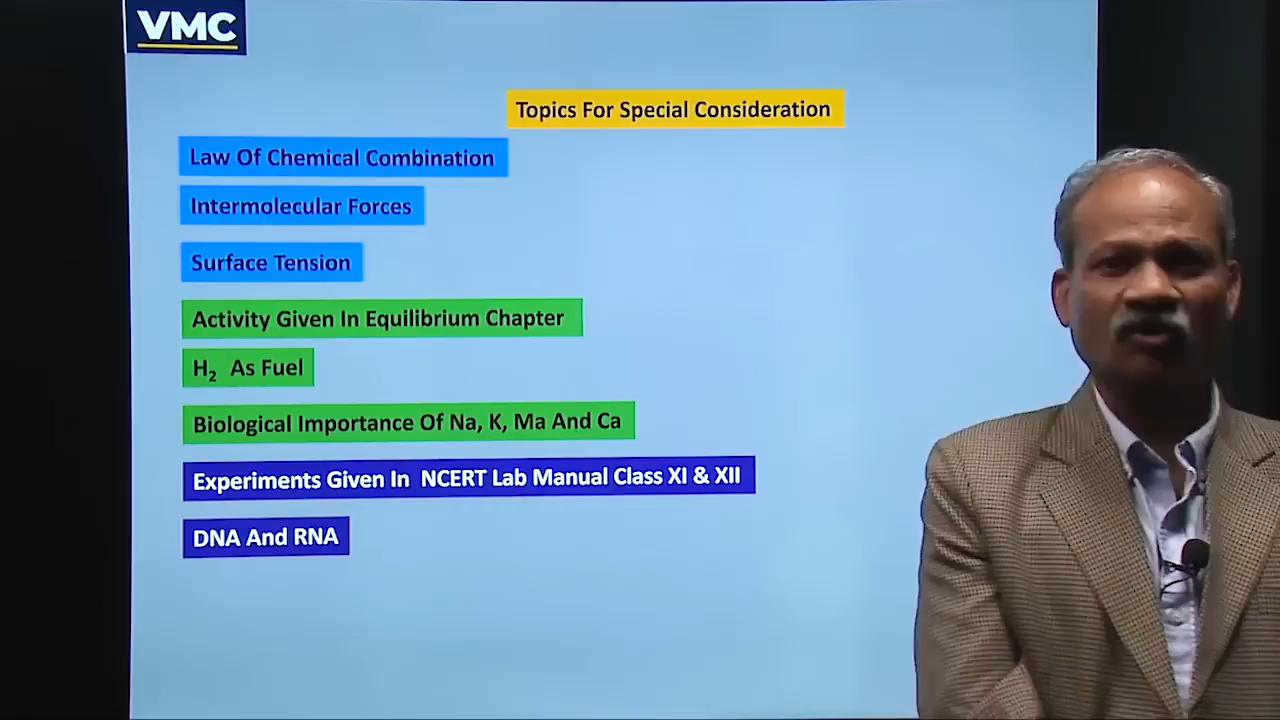 VMC
Topics For Special Consideration
Law Of Chemical Combination
Intermolecular Forces
Surface Tension
Activity Given In Equilibrium Chapter
H₂ As Fuel
Biological Importance Of Na, K, Ma And Ca
Experiments Given In NCERT Lab Manual Class XI & XII
DNA And RNA